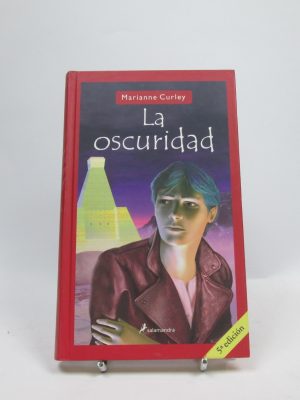 Marianne Curley
La
oscuridad
salamandra
5ª edición